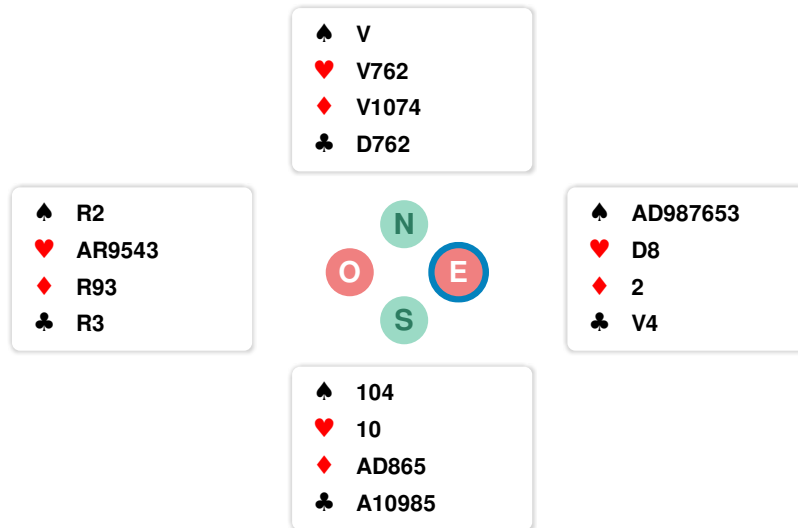 ♠ V
♥ V762
♦ V1074
♣ D762
♠ R2
♥ AR9543
♦ R93
♣ R3
N
O E
S
♠ AD987653
♥ D8
♦ 2
♣ V4
♠ 104
♥ 10
♦ AD865
♣ A10985